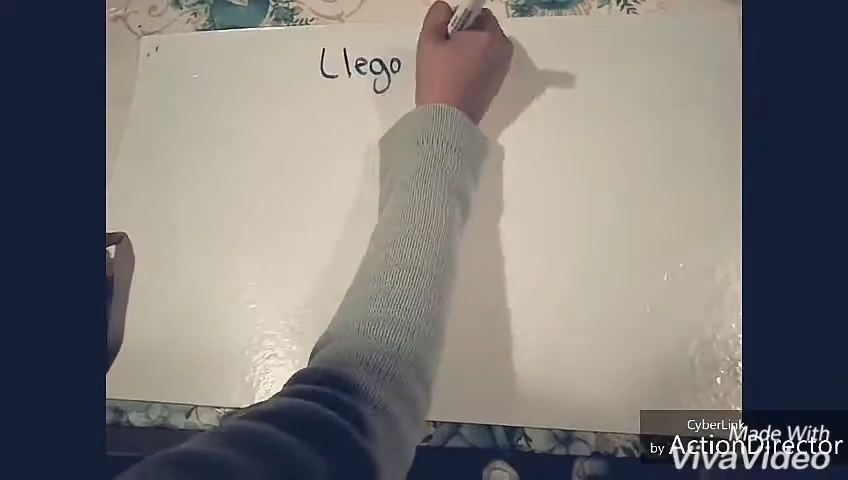 Llego
CyberLink
Made With
by ActionDirector
VivaVideo